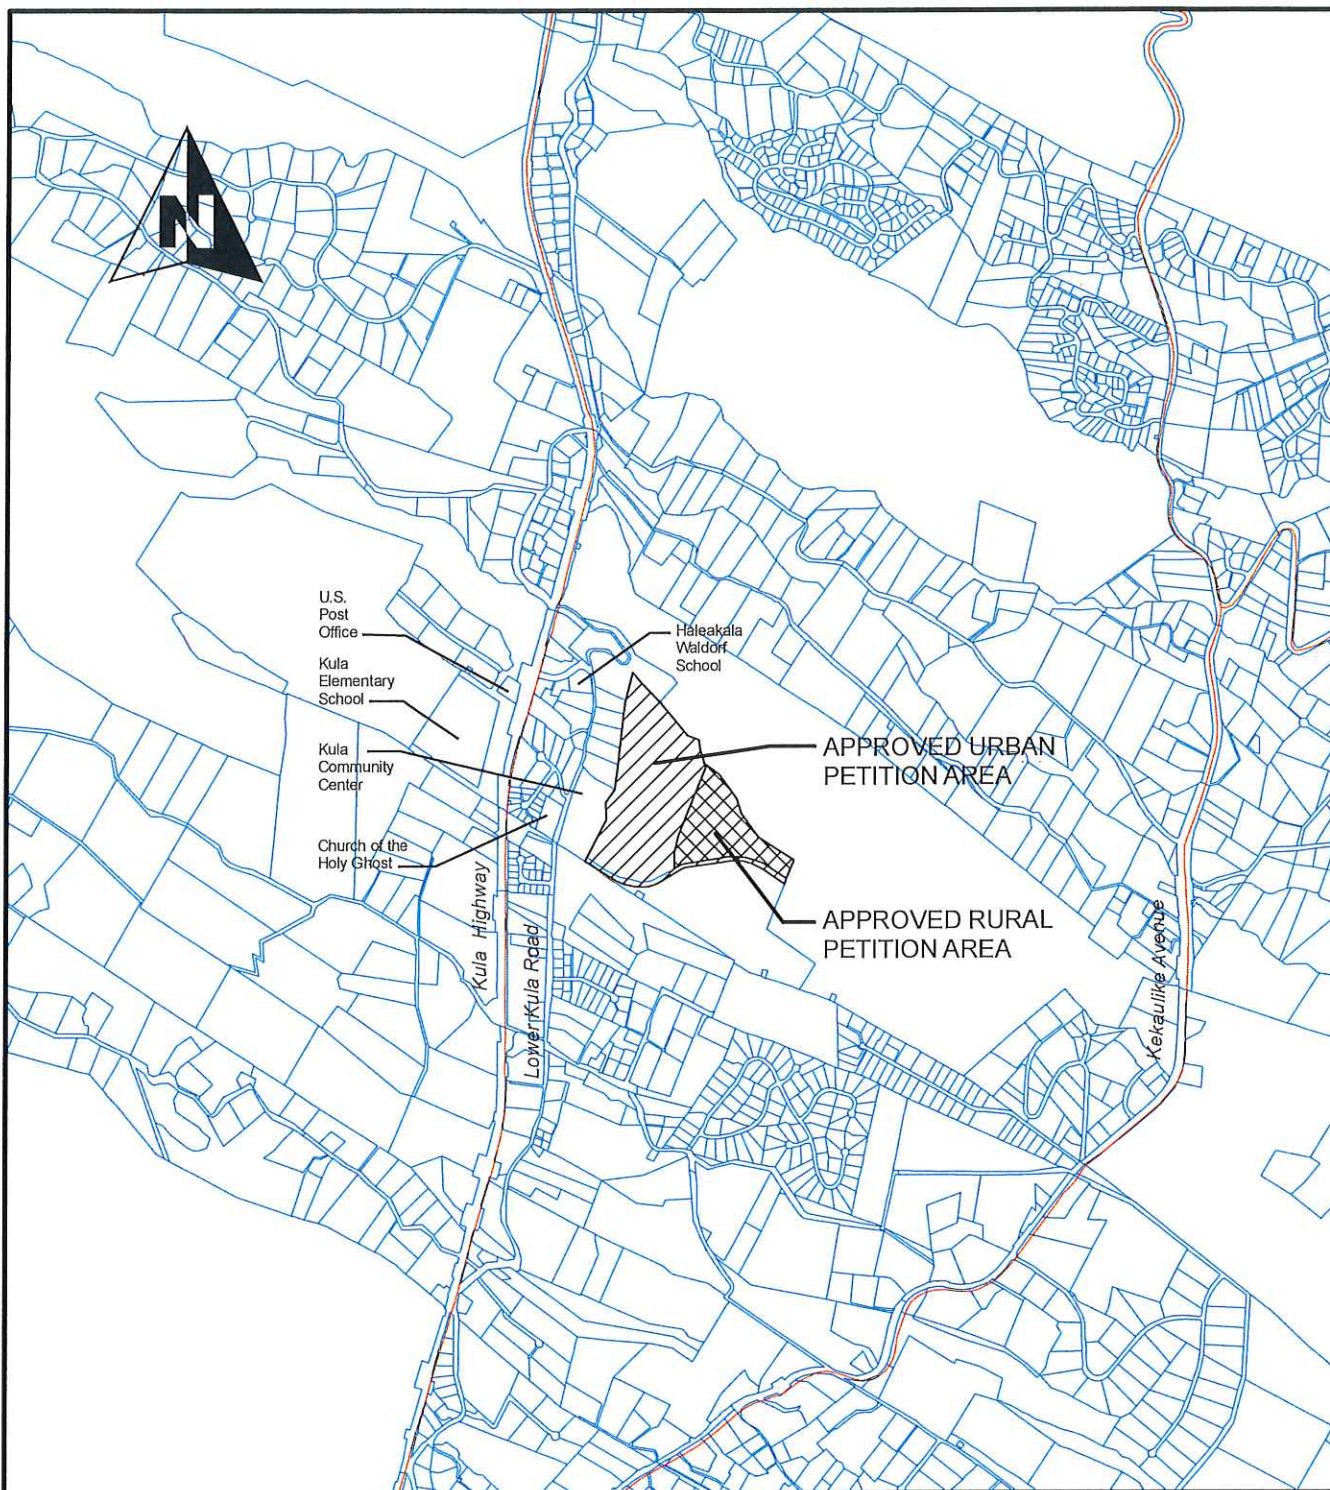 N
U.S.
Post
Office
Kula
Elementary
School
Kula
Community
Center
Church of the
Holy Ghost
Haleakala
Waldorf
School
APPROVED URBAN
PETITION AREA
APPROVED RURAL
PETITION AREA
Kula Highway
Lower Kula Road
Kekaulike Avenue